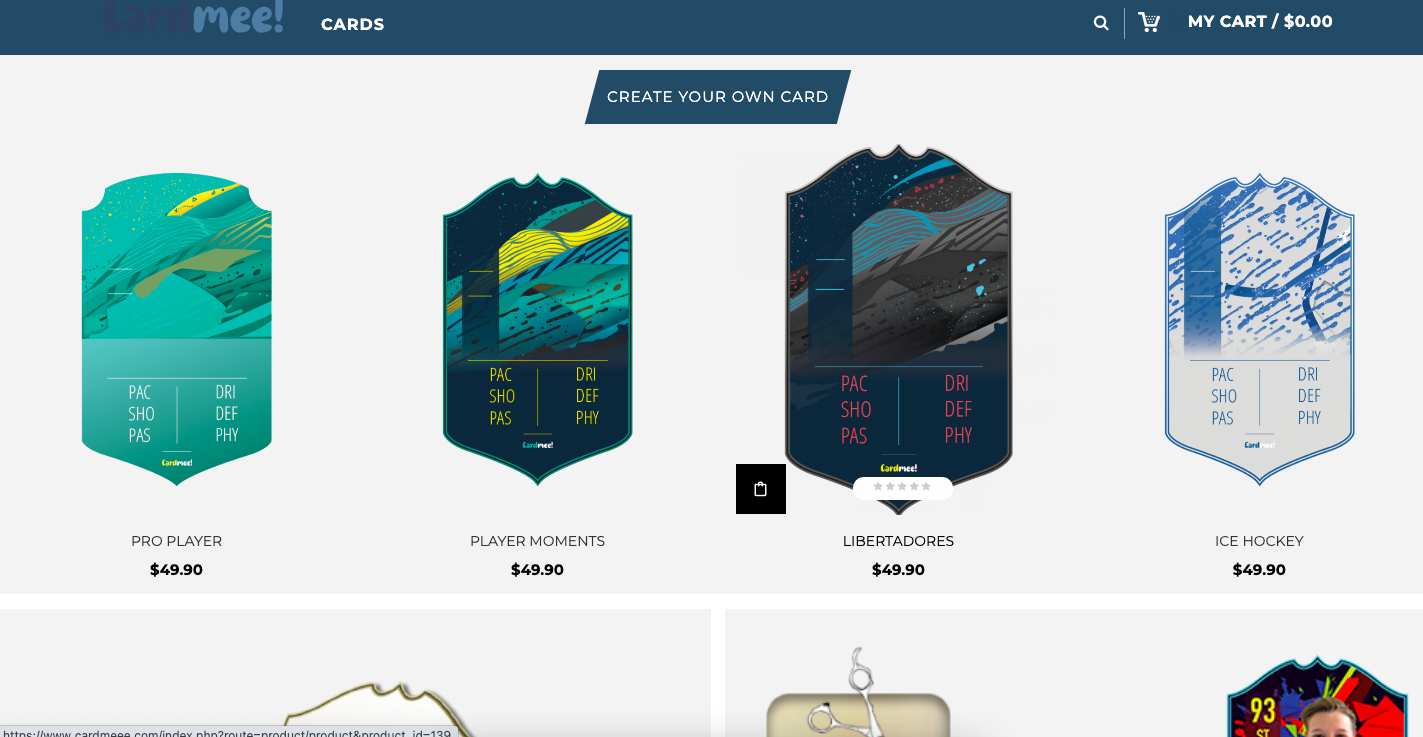 Cardmee!
CARDS
MY CART / $0.00
CREATE YOUR OWN CARD
PAC
SHO
PAS
DRI
DEF
PHY
Cardmee!
PRO PLAYER
$49.90
PAC
SHO
PAS
DRI
DEF
PHY
Cardmee!
PLAYER MOMENTS
$49.90
PAC
SHO
PAS
DRI
DEF
PHY
Cardmee!
LIBERTADORES
$49.90
PAC
SHO
PAS
DRI
DEF
PHY
Cardmee!
ICE HOCKEY
$49.90
93
ST
https://www.cardmeee.com/index.php?route=product/product&product_id=139